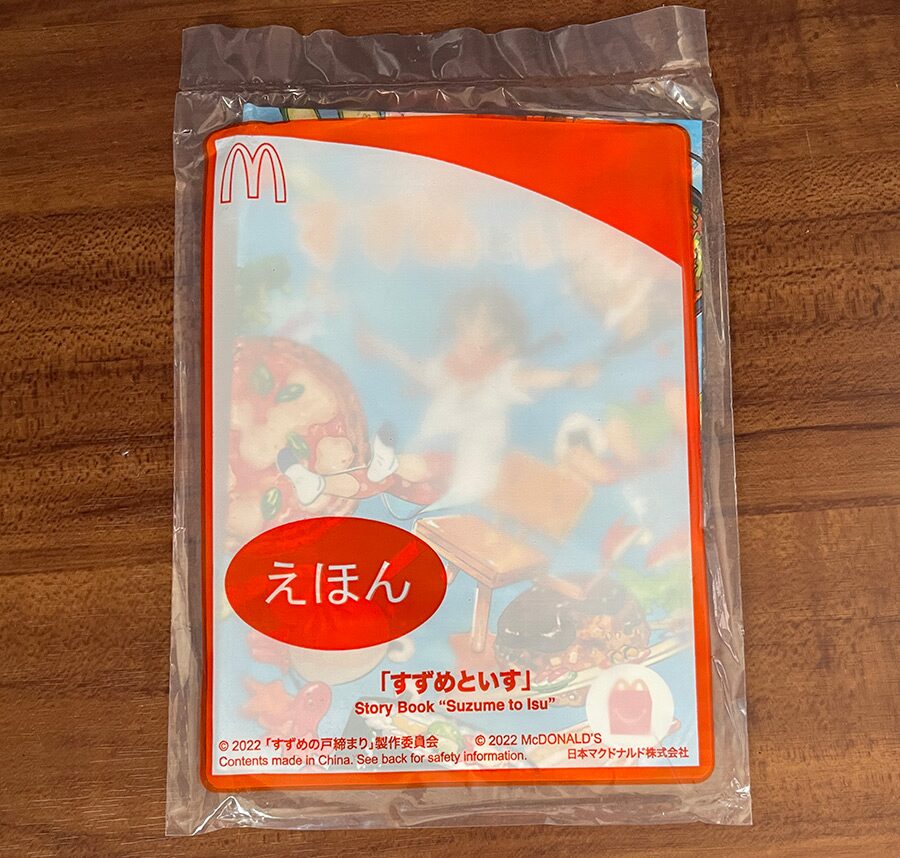 えほん
「すずめといす」
Story Book “Suzume to Isu”
© 2022 「すずめの戸締まり」製作委員会
© 2022 McDONALD'S
Contents made in China. See back for safety information.
日本マクドナルド株式会社